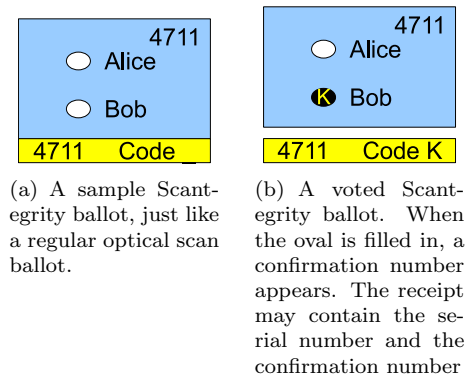 4711
Alice
Bob
4711 Code _
(a) A sample Scant-
egrity ballot, just like
a regular optical scan
ballot.
4711
Alice
K Bob
4711 Code K
(b) A voted Scant-
egrity ballot. When
the oval is filled in, a
confirmation number
appears. The receipt
may contain the se-
rial number and the
confirmation number